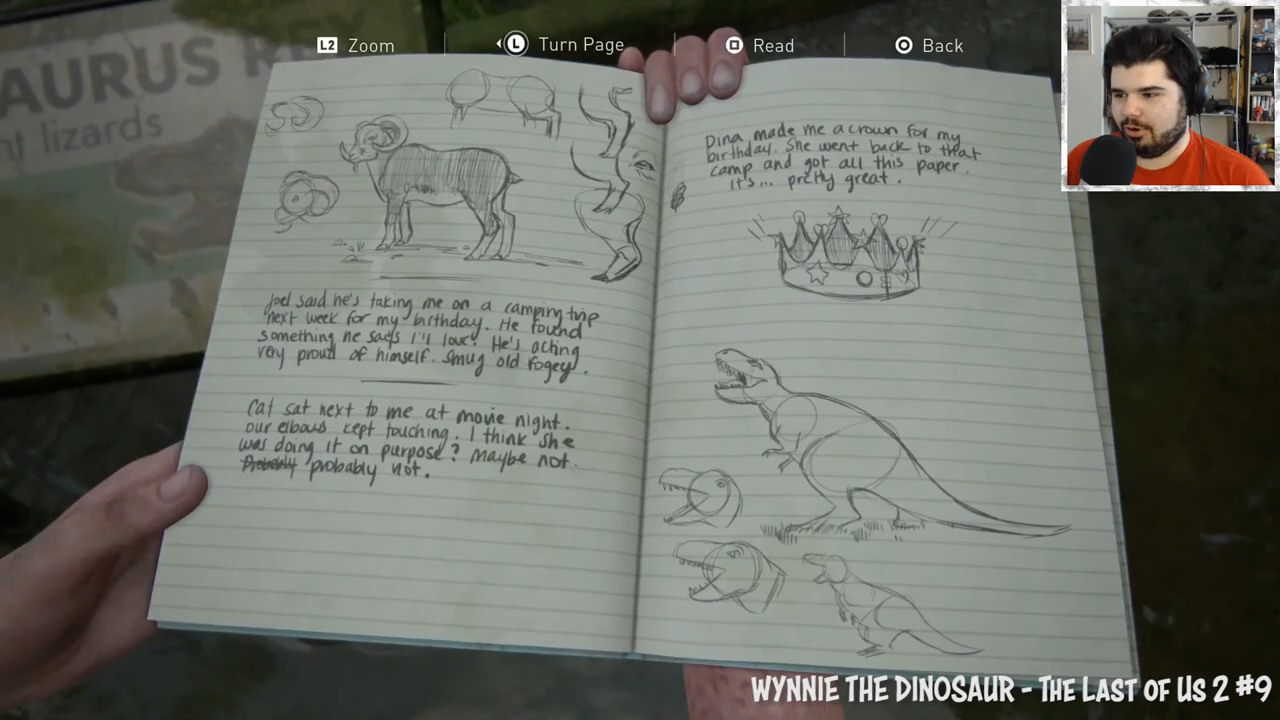 L2 Zoom
L Turn Page
Read
Back
AURUS REX
nt lizards
Joel said he's taking me on a camping trip
next week for my birthday. He found
something he says I'll love. He's acting
very proud of himself. Smug old fogey.
Cat sat next to me at movie night.
Our elbows kept touching. I think she
was doing it on purpose? Maybe not.
Probably probably not.
Dina made me a crown for my
birthday. She went back to that
camp and got all this paper.
It's... pretty great.
WYNNIE THE DINOSAUR - THE LAST OF US 2 #9